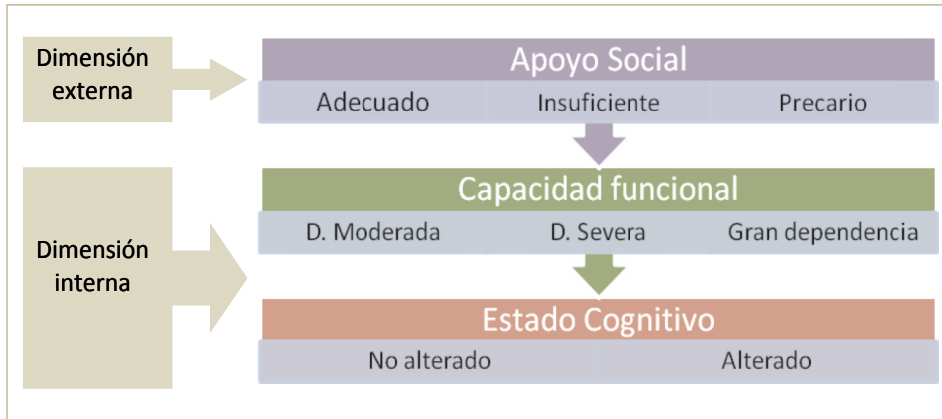 Dimensión
externa
Apoyo Social
Adecuado Insuficiente Precario
Dimensión
interna
Capacidad funcional
D. Moderada D. Severa Gran dependencia
Estado Cognitivo
No alterado Alterado